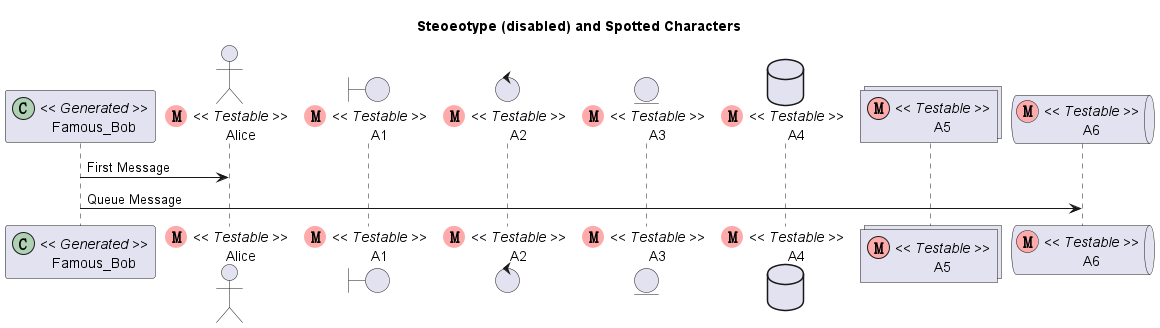 Steoeotype (disabled) and Spotted Characters
C << Generated >>
Famous_Bob
M << Testable >>
Alice
M << Testable >>
A1
M << Testable >>
A2
M << Testable >>
A3
M << Testable >>
A4
M << Testable >>
A5
M << Testable >>
A6
First Message
Queue Message
C << Generated >>
Famous_Bob
M << Testable >>
Alice
M << Testable >>
A1
M << Testable >>
A2
M << Testable >>
A3
M << Testable >>
A4
M << Testable >>
A5
M << Testable >>
A6